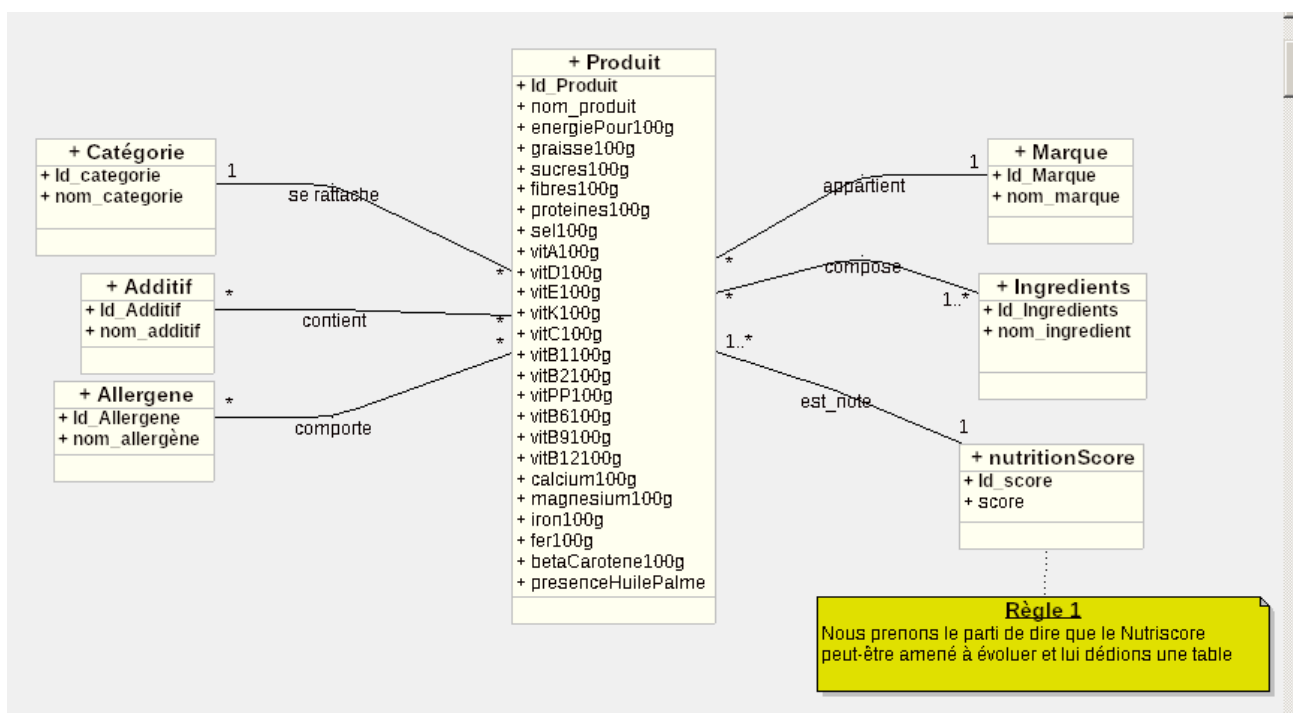 + Catégorie
+ Id_categorie
+ nom_categorie
1
se rattache
*
+ Additif
+ Id_Additif
+ nom_additif
*
contient
*
+ Allergene
+ Id_Allergene
+ nom_allergène
*
comporte
*
+ Produit
+ Id_Produit
+ nom_produit
+ energiePour100g
+ graisse100g
+ sucres100g
+ fibres100g
+ proteines100g
+ sel100g
+ vitA100g
+ vitD100g
+ vitE100g
+ vitK100g
+ vitC100g
+ vitB1100g
+ vitB2100g
+ vitPP100g
+ vitB6100g
+ vitB9100g
+ vitB12100g
+ calcium100g
+ magnesium100g
+ iron100g
+ fer100g
+ betaCarotene100g
+ presenceHuilePalme
+ Marque
+ Id_Marque
+ nom_marque
1
appartient
*
+ Ingredients
+ Id_Ingredients
+ nom_ingredient
compose
1..*
*
1..*
est_note
1
+ nutritionScore
+ Id_score
+ score
Règle 1
Nous prenons le parti de dire que le Nutriscore
peut-être amené à évoluer et lui dédions une table